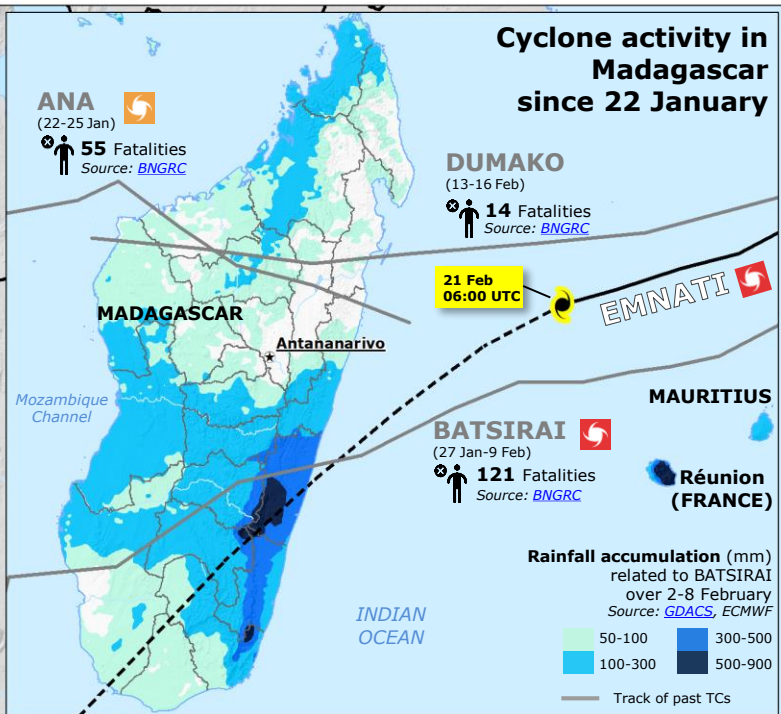 Cyclone activity in
Madagascar
since 22 January
ANA
(22-25 Jan)
55 Fatalities
Source: BNGRC
DUMAKO
(13-16 Feb)
14 Fatalities
Source: BNGRC
21 Feb
06:00 UTC
EMNATI
MADAGASCAR
Antananarivo
Mozambique
Channel
MAURITIUS
BATSIRAI
(27 Jan-9 Feb)
121 Fatalities
Source: BNGRC
Réunion
(FRANCE)
INDIAN
OCEAN
Rainfall accumulation (mm)
related to BATSIRAI
over 2-8 February
Source: GDACS, ECMWF
50-100
300-500
100-300
500-900
Track of past TCs